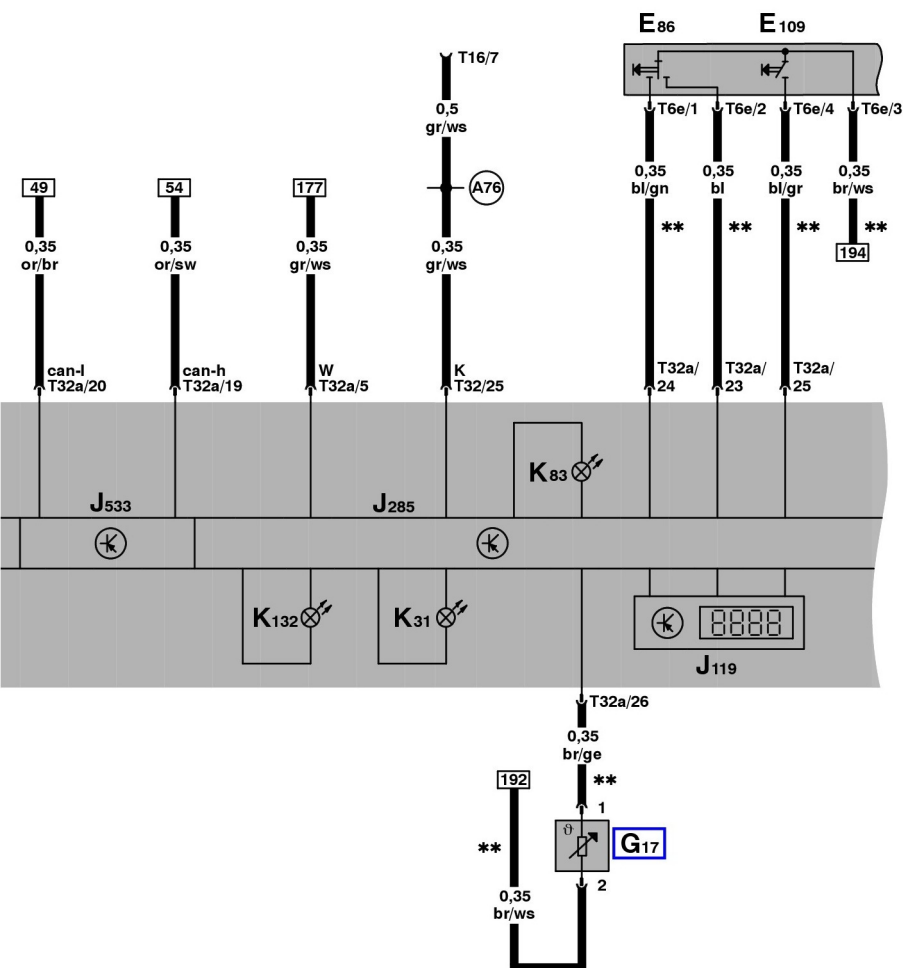 E86 E109
T16/7
T6e/1 T6e/2 T6e/4 T6e/3
0,5
gr/ws
A76
49 54 177
0,35 0,35 0,35 0,35
bl/gn bl bl/gr br/ws
** ** ** **
194
0,35 0,35 0,35 0,35
or/br or/sw gr/ws gr/ws
can-l can-h W K T32a/ T32a/ T32a/
T32a/20 T32a/19 T32a/5 T32/25 24 23 25
K83
J533 J285
K132 K31
8888
J119
T32a/26
0,35
br/ge
192 **
1
ϑ
G17
**
2
0,35
br/ws